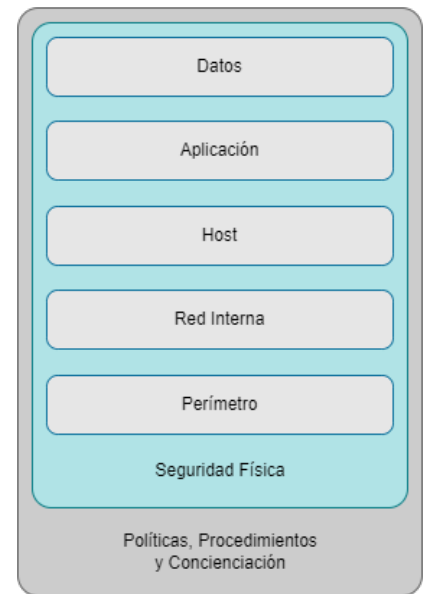 Datos
Aplicación
Host
Red Interna
Perímetro
Seguridad Física
Políticas, Procedimientos
y Concienciación